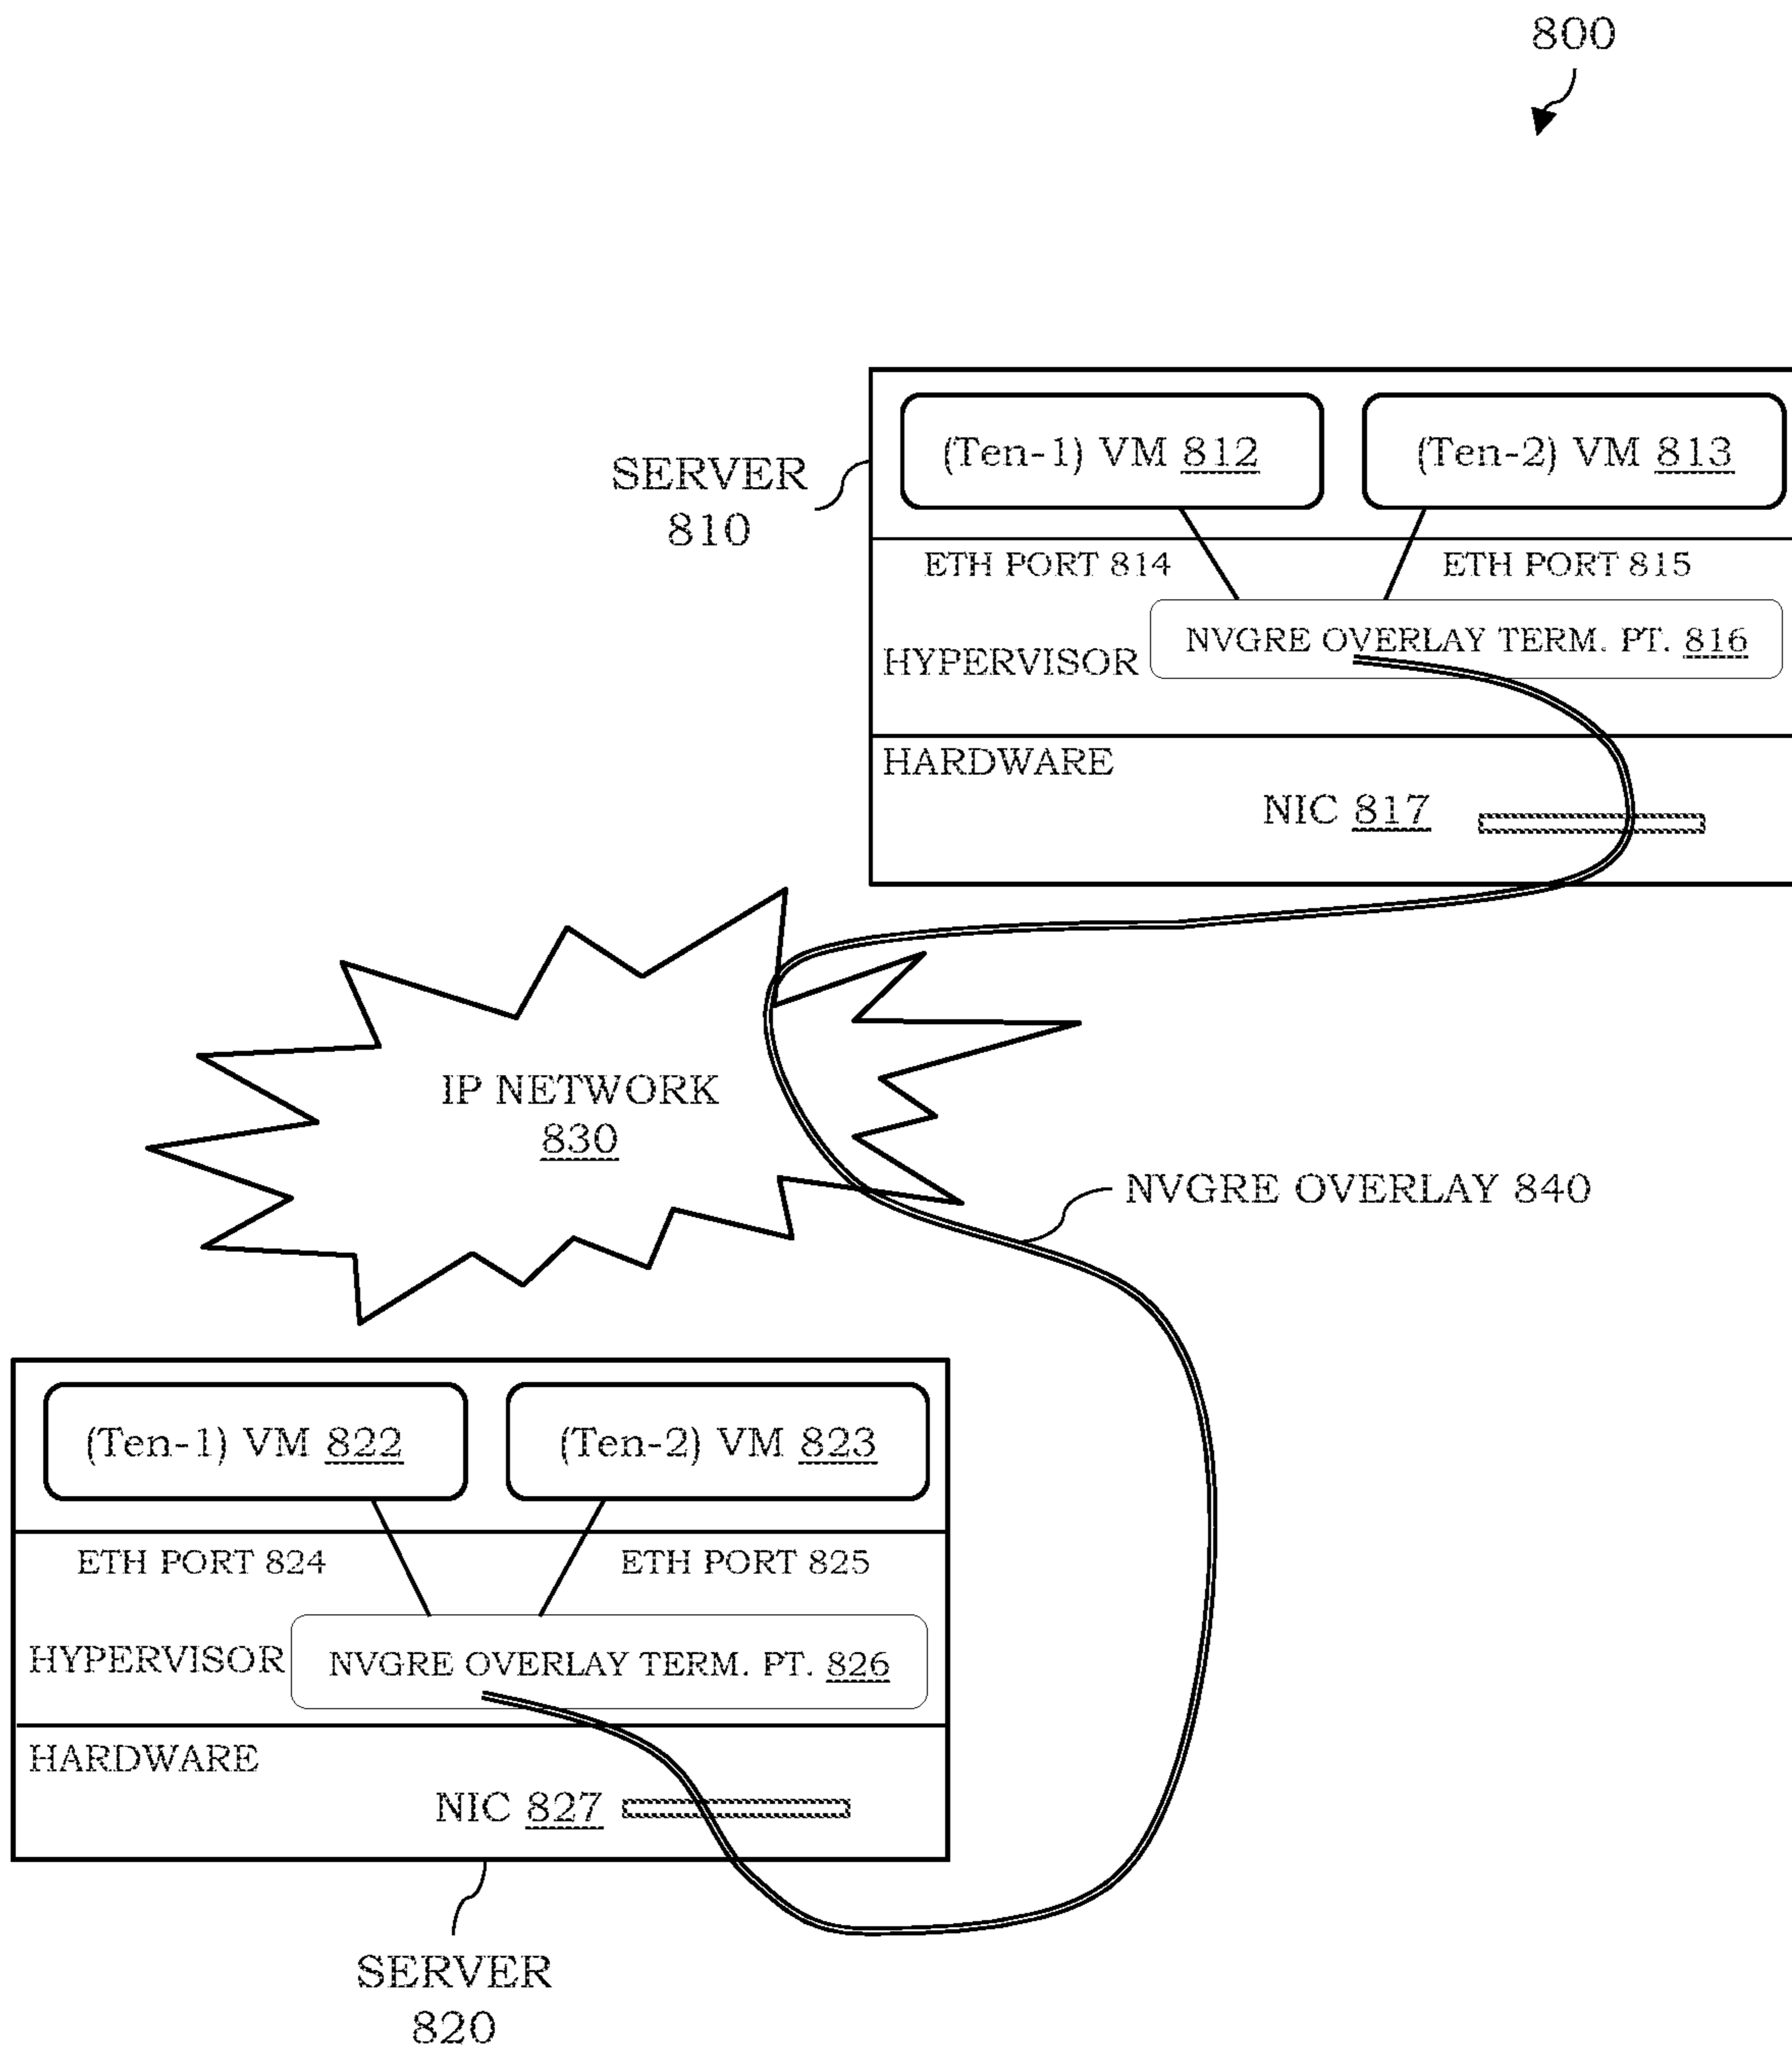 800
(Ten-1) VM 812
(Ten-2) VM 813
SERVER
810
ETH PORT 814
ETH PORT 815
NVGRE OVERLAY TERM. PT. 816
HYPERVISOR
HARDWARE
NIC 817
IP NETWORK
830
NVGRE OVERLAY 840
(Ten-1) VM 822
(Ten-2) VM 823
ETH PORT 824
ETH PORT 825
HYPERVISOR
NVGRE OVERLAY TERM. PT. 826
HARDWARE
NIC 827
SERVER
820